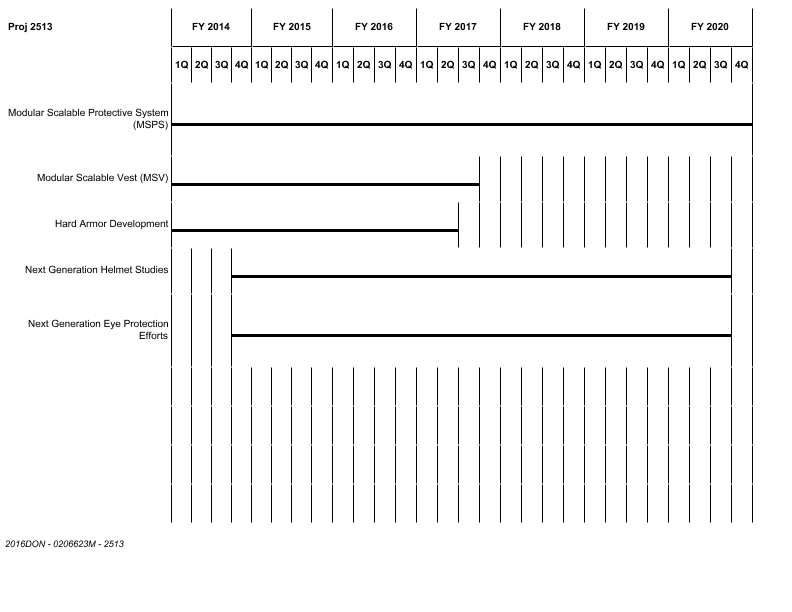 Proj 2513 FY 2014 FY 2015 FY 2016 FY 2017 FY 2018 FY 2019 FY 2020
1Q 2Q 3Q 4Q 1Q 2Q 3Q 4Q 1Q 2Q 3Q 4Q 1Q 2Q 3Q 4Q 1Q 2Q 3Q 4Q 1Q 2Q 3Q 4Q 1Q 2Q 3Q 4Q
Modular Scalable Protective System
(MSPS)
Modular Scalable Vest (MSV)
Hard Armor Development
Next Generation Helmet Studies
Next Generation Eye Protection
Efforts
2016DON - 0206623M - 2513